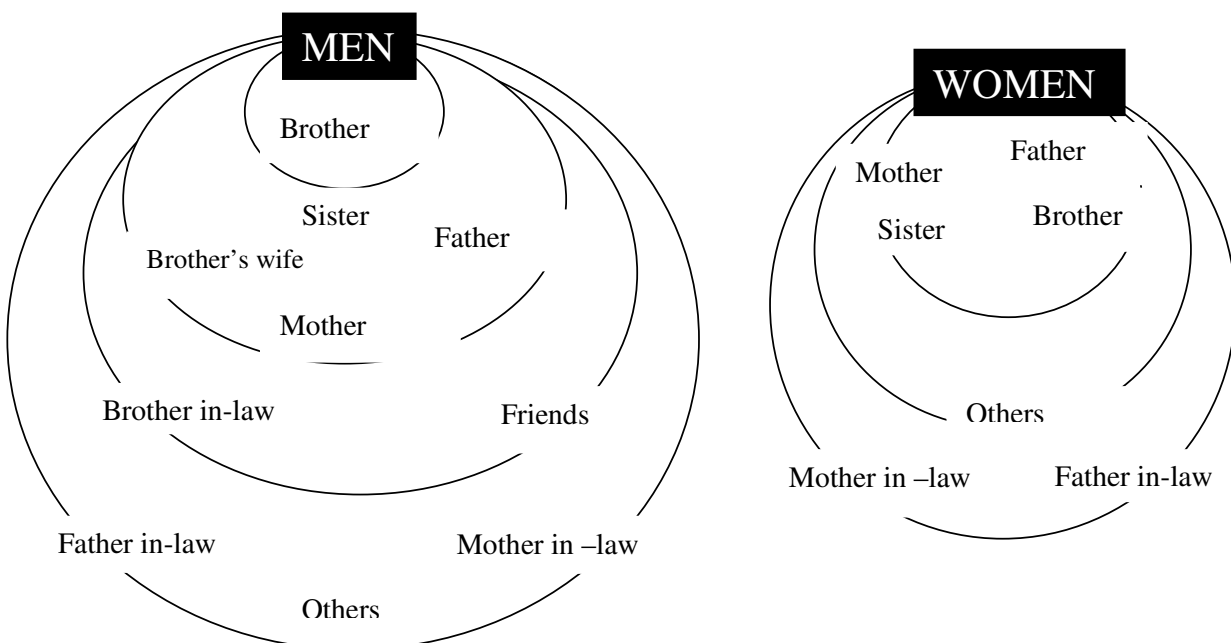 MEN
Brother
Sister
Father
Brother’s wife
Mother
Brother in-law
Friends
Father in-law
Mother in –law
Others
WOMEN
Father
Mother
Brother
Sister
Others
Mother in –law
Father in-law